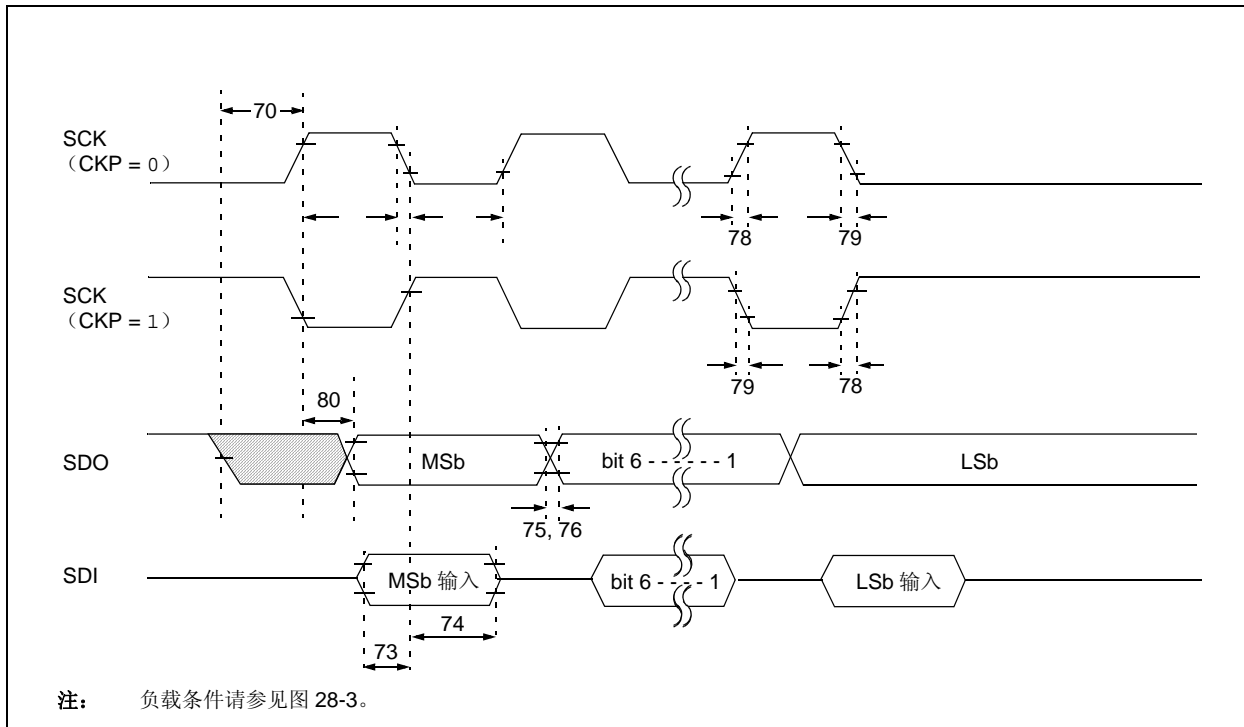 70
SCK
（CKP = 0）
78
79
SCK
（CKP = 1）
79
78
80
SDO
MSb
bit 6 - - - - - - 1
LSb
75, 76
SDI
MSb 输入
bit 6 - - - - 1
LSb 输入
74
73
注： 负载条件请参见图 28-3。